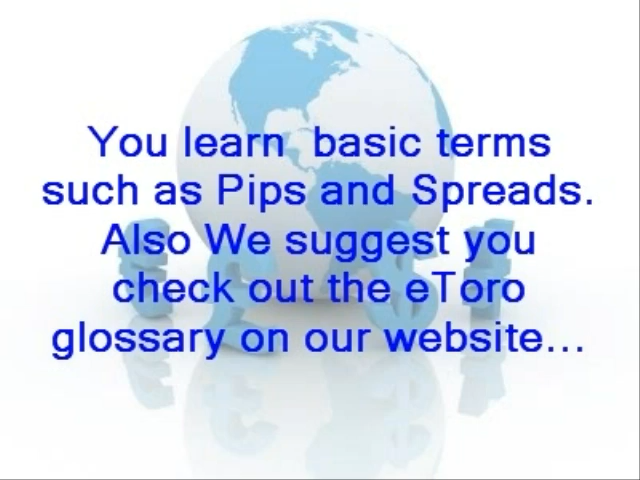 You learn  basic terms
such as Pips and Spreads.
Also We suggest you
check out the eToro
glossary on our website...